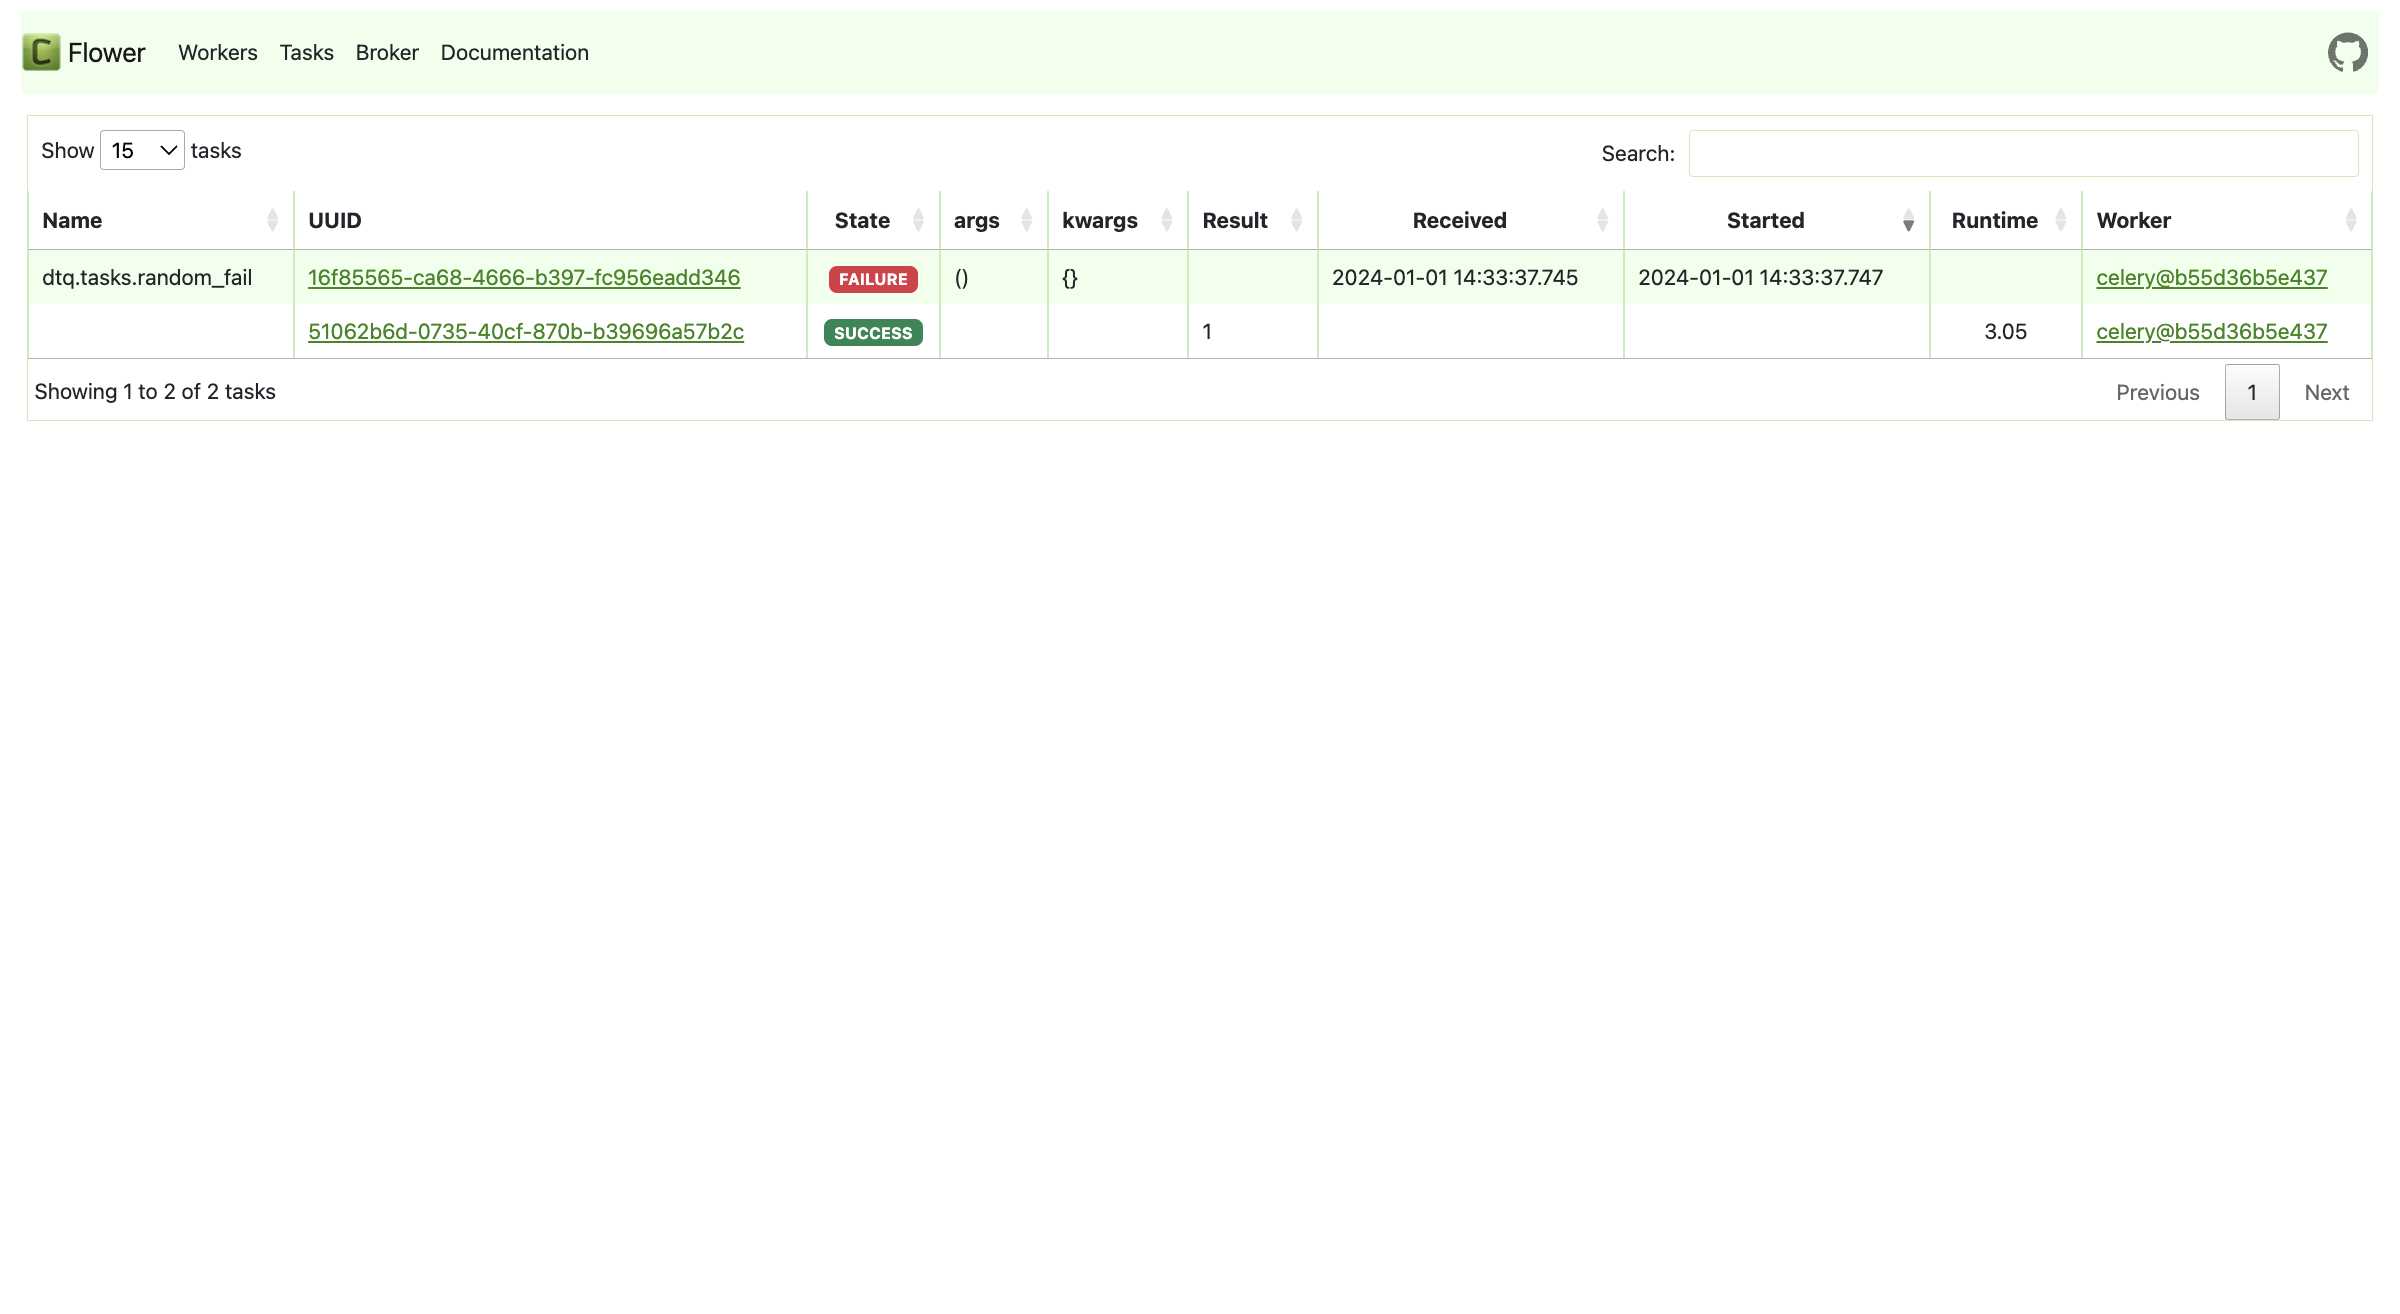 C Flower Workers Tasks Broker Documentation
Show 15 tasks Search:
Name UUID State args kwargs Result Received Started Runtime Worker
dtq.tasks.random_fail 16f85565-ca68-4666-b397-fc956eadd346 FAILURE () {} 2024-01-01 14:33:37.745 2024-01-01 14:33:37.747 celery@b55d36b5e437
51062b6d-0735-40cf-870b-b39696a57b2c SUCCESS 1 3.05 celery@b55d36b5e437
Showing 1 to 2 of 2 tasks Previous 1 Next